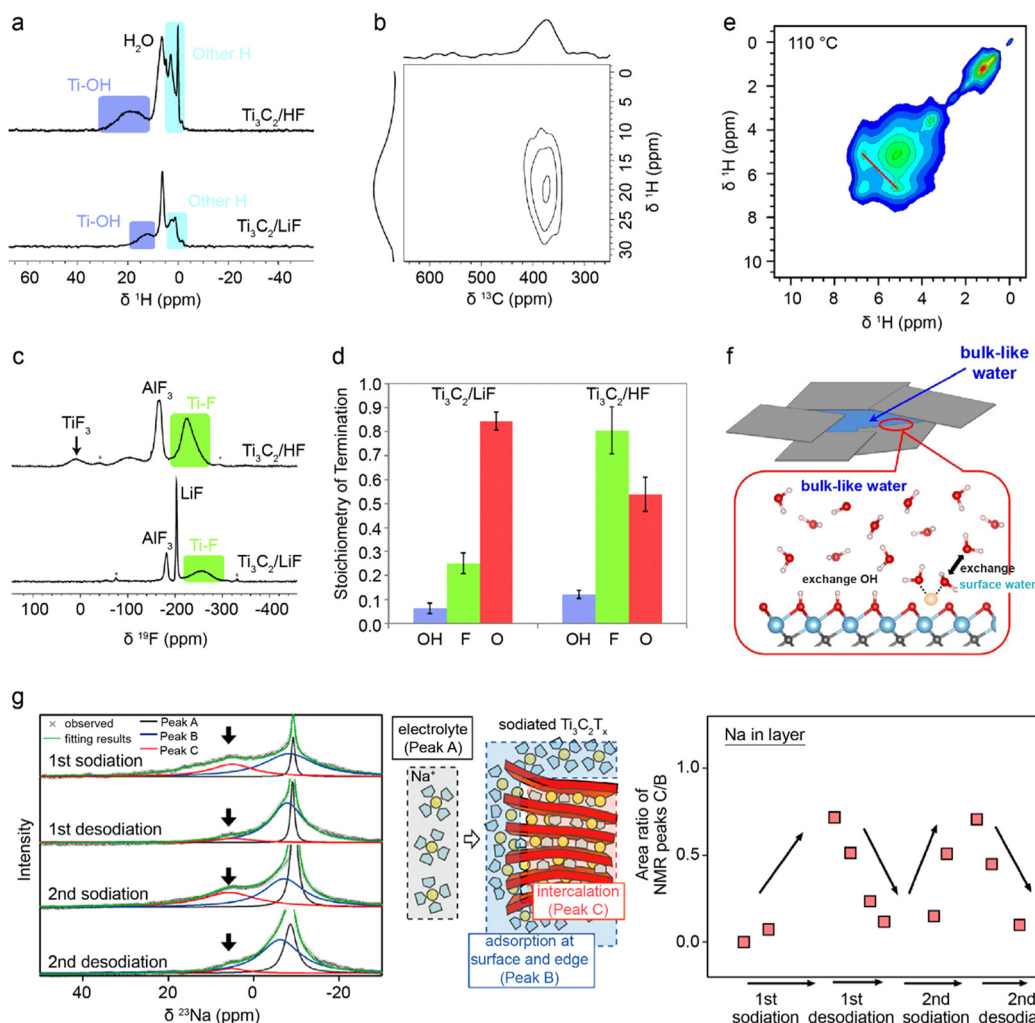 a
H₂O
Other H
Ti-OH
Ti₃C₂/HF
Other H
Ti-OH
Ti₃C₂/LiF
60 40 20 0 -20 -40
δ ¹H (ppm)
b
0
5
10
15
20
25
30
δ ¹H (ppm)
600 500 400 300
δ ¹³C (ppm)
e
110 °C
0
2
4
6
8
10
δ ¹H (ppm)
10 8 6 4 2 0
δ ¹H (ppm)
c
AlF₃
Ti-F
TiF₃
Ti₃C₂/HF
*
*
LiF
AlF₃
Ti-F
Ti₃C₂/LiF
*
*
100 0 -100 -200 -300 -400
δ ¹⁹F (ppm)
d
Stoichiometry of Termination
1.0
0.9
0.8
0.7
0.6
0.5
0.4
0.3
0.2
0.1
0.0
Ti₃C₂/LiF
Ti₃C₂/HF
OH F O OH F O
f
bulk-like
water
bulk-like water
exchange
exchange OH
surface water
g
× observed
fitting results
Peak A
Peak B
Peak C
1st sodiation
1st desodiation
2nd sodiation
2nd desodiation
Intensity
40 20 0 -20
δ ²³Na (ppm)
electrolyte
(Peak A)
Na⁺
sodiated Ti₃C₂Tₓ
intercalation
(Peak C)
adsorption at
surface and edge
(Peak B)
Area ratio of
NMR peaks C/B
Na in layer
1.0
0.5
0.0
1st
sodiation
1st
desodiation
2nd
sodiation
2nd
desodia